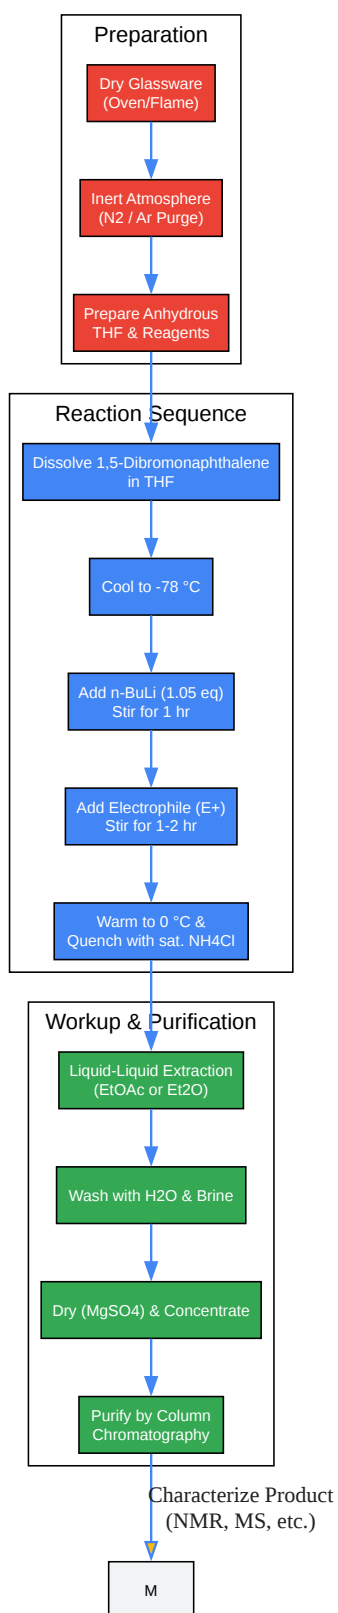 Preparation
Dry Glassware
(Oven/Flame)
Inert Atmosphere
(N2 / Ar Purge)
Prepare Anhydrous
THF & Reagents
Reaction Sequence
Dissolve 1,5-Dibromonaphthalene
in THF
Cool to -78 °C
Add n-BuLi (1.05 eq)
Stir for 1 hr
Add Electrophile (E+)
Stir for 1-2 hr
Warm to 0 °C &
Quench with sat. NH4Cl
Workup & Purification
Liquid-Liquid Extraction
(EtOAc or Et2O)
Wash with H2O & Brine
Dry (MgSO4) & Concentrate
Purify by Column
Chromatography
Characterize Product
(NMR, MS, etc.)
M